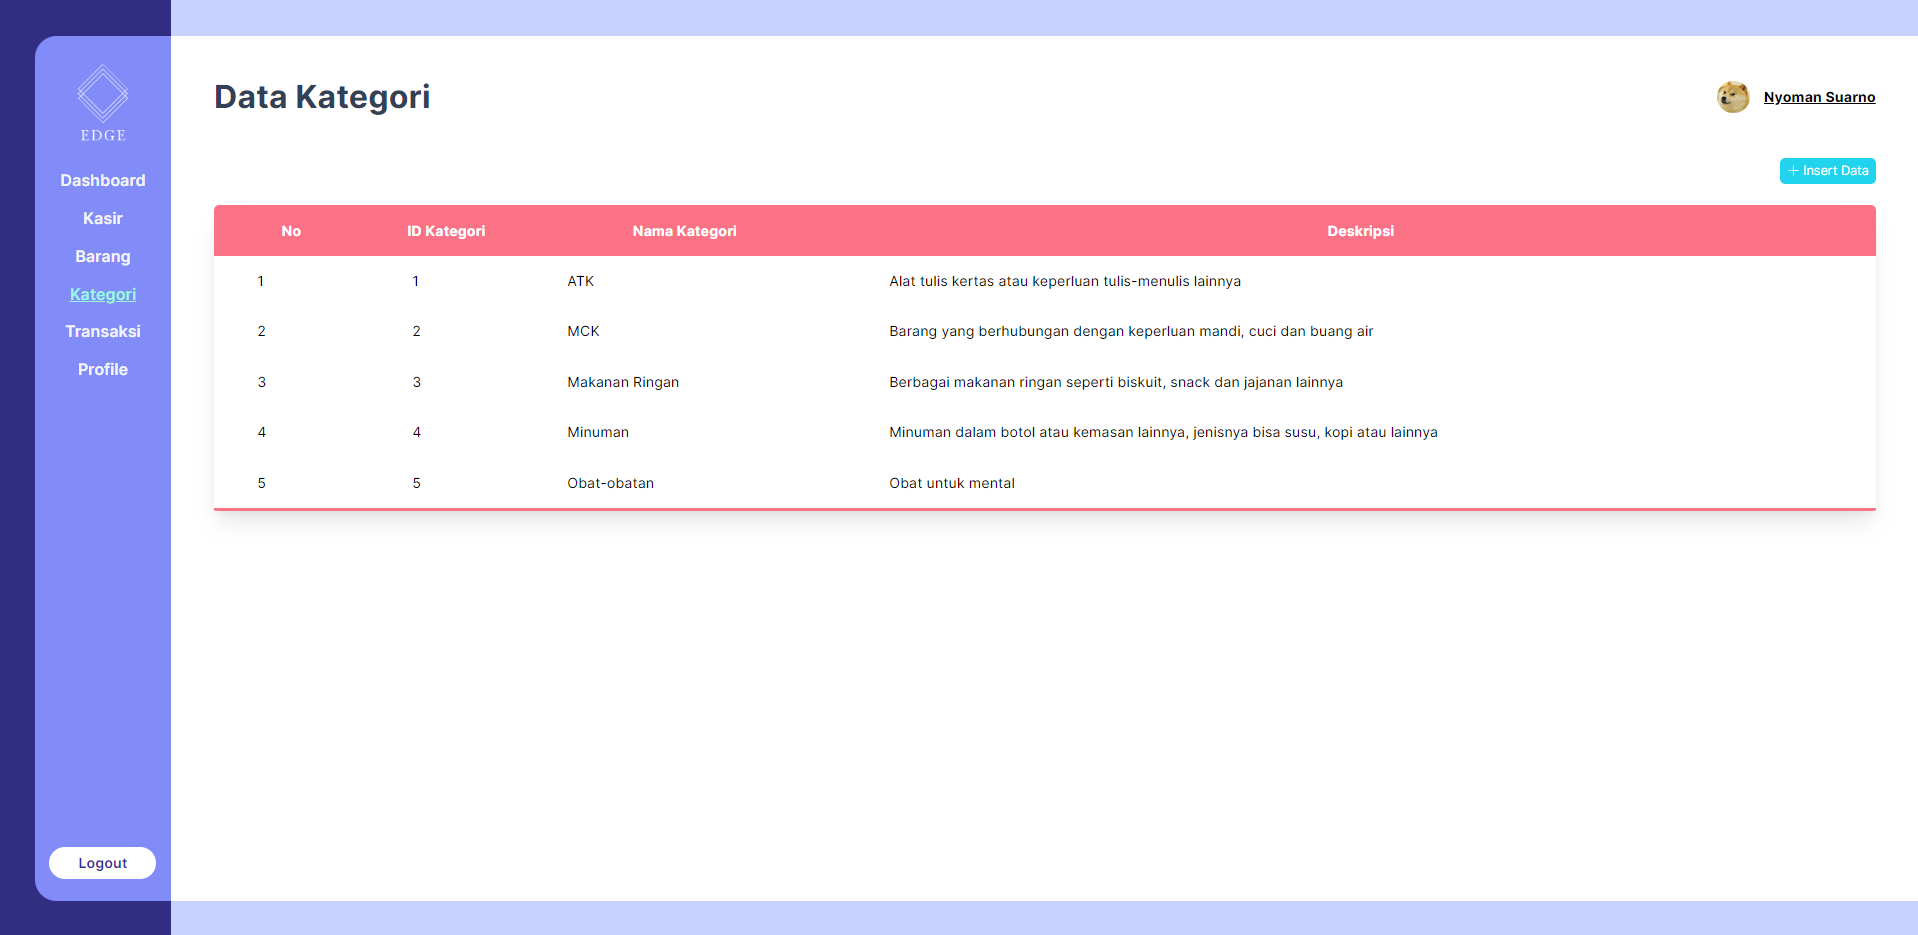 EDGE
Dashboard
Kasir
Barang
Kategori
Transaksi
Profile
Logout
Data Kategori
Nyoman Suarno
+ Insert Data
No ID Kategori Nama Kategori Deskripsi
1 1 ATK Alat tulis kertas atau keperluan tulis-menulis lainnya
2 2 MCK Barang yang berhubungan dengan keperluan mandi, cuci dan buang air
3 3 Makanan Ringan Berbagai makanan ringan seperti biskuit, snack dan jajanan lainnya
4 4 Minuman Minuman dalam botol atau kemasan lainnya, jenisnya bisa susu, kopi atau lainnya
5 5 Obat-obatan Obat untuk mental